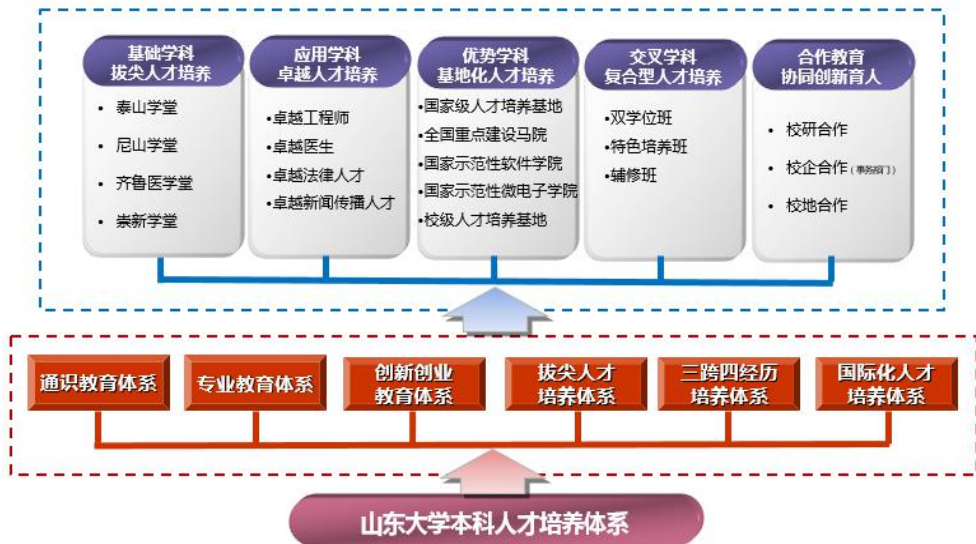 基础学科
拔尖人才培养
• 泰山学堂
• 尼山学堂
• 齐鲁医学堂
• 崇新学堂
应用学科
卓越人才培养
•卓越工程师
•卓越医生
•卓越法律人才
•卓越新闻传播人才
优势学科
基地化人才培养
•国家级人才培养基地
•全国重点建设马院
•国家示范性软件学院
•国家示范性微电子学院
•校级人才培养基地
交叉学科
复合型人才培养
•双学位班
•特色培养班
•辅修班
合作教育
协同创新育人
• 校研合作
• 校企合作（事务部门）
• 校地合作
通识教育体系
专业教育体系
创新创业
教育体系
拔尖人才
培养体系
三跨四经历
培养体系
国际化人才
培养体系
山东大学本科人才培养体系